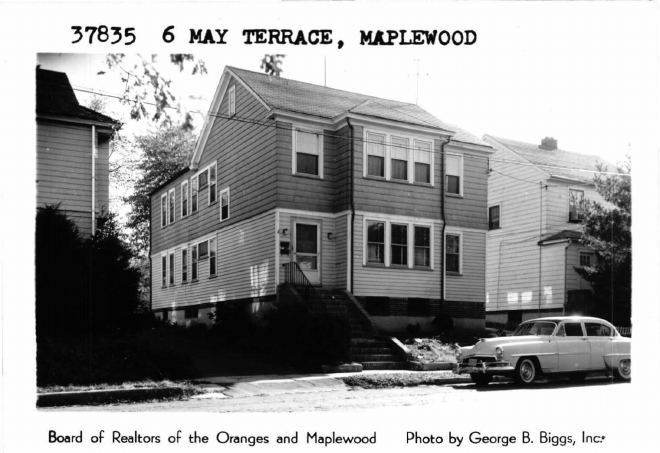 37835 6 MAY TERRACE, MAPLEWOOD
Board of Realtors of the Oranges and Maplewood Photo by George B. Biggs, Inc.